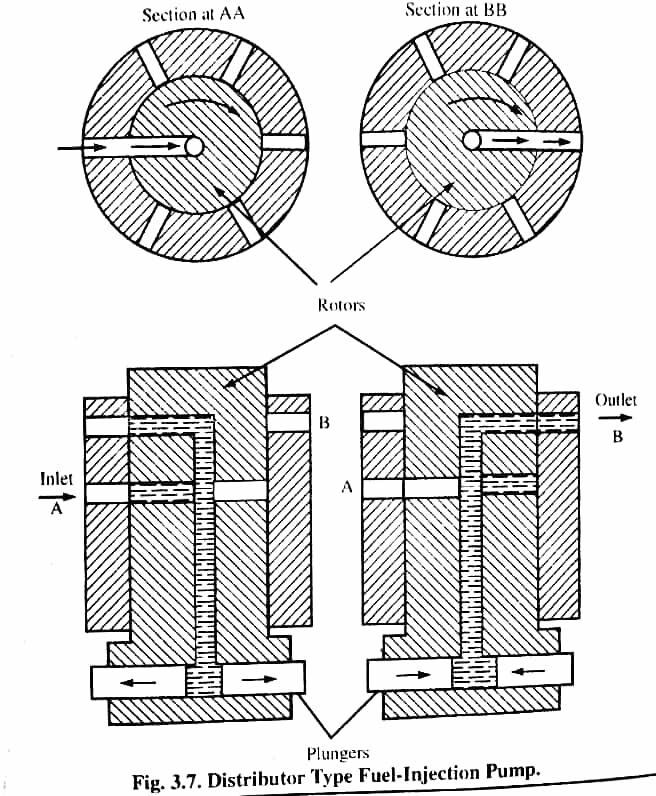 Section at AA
Section at BB
Rotors
Outlet
B
B
Inlet
A
A
Plungers
Fig. 3.7. Distributor Type Fuel-Injection Pump.